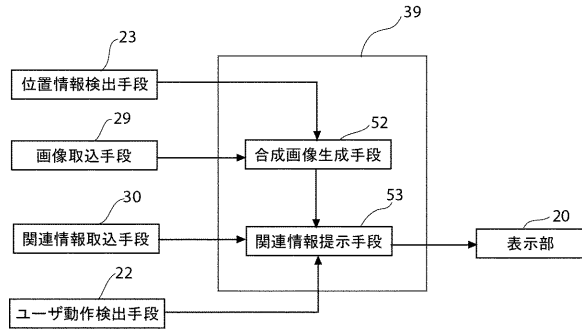 39
23
位置情報検出手段
29
52
画像取込手段
合成画像生成手段
30
53
20
関連情報取込手段
関連情報提示手段
表示部
22
ユーザ動作検出手段